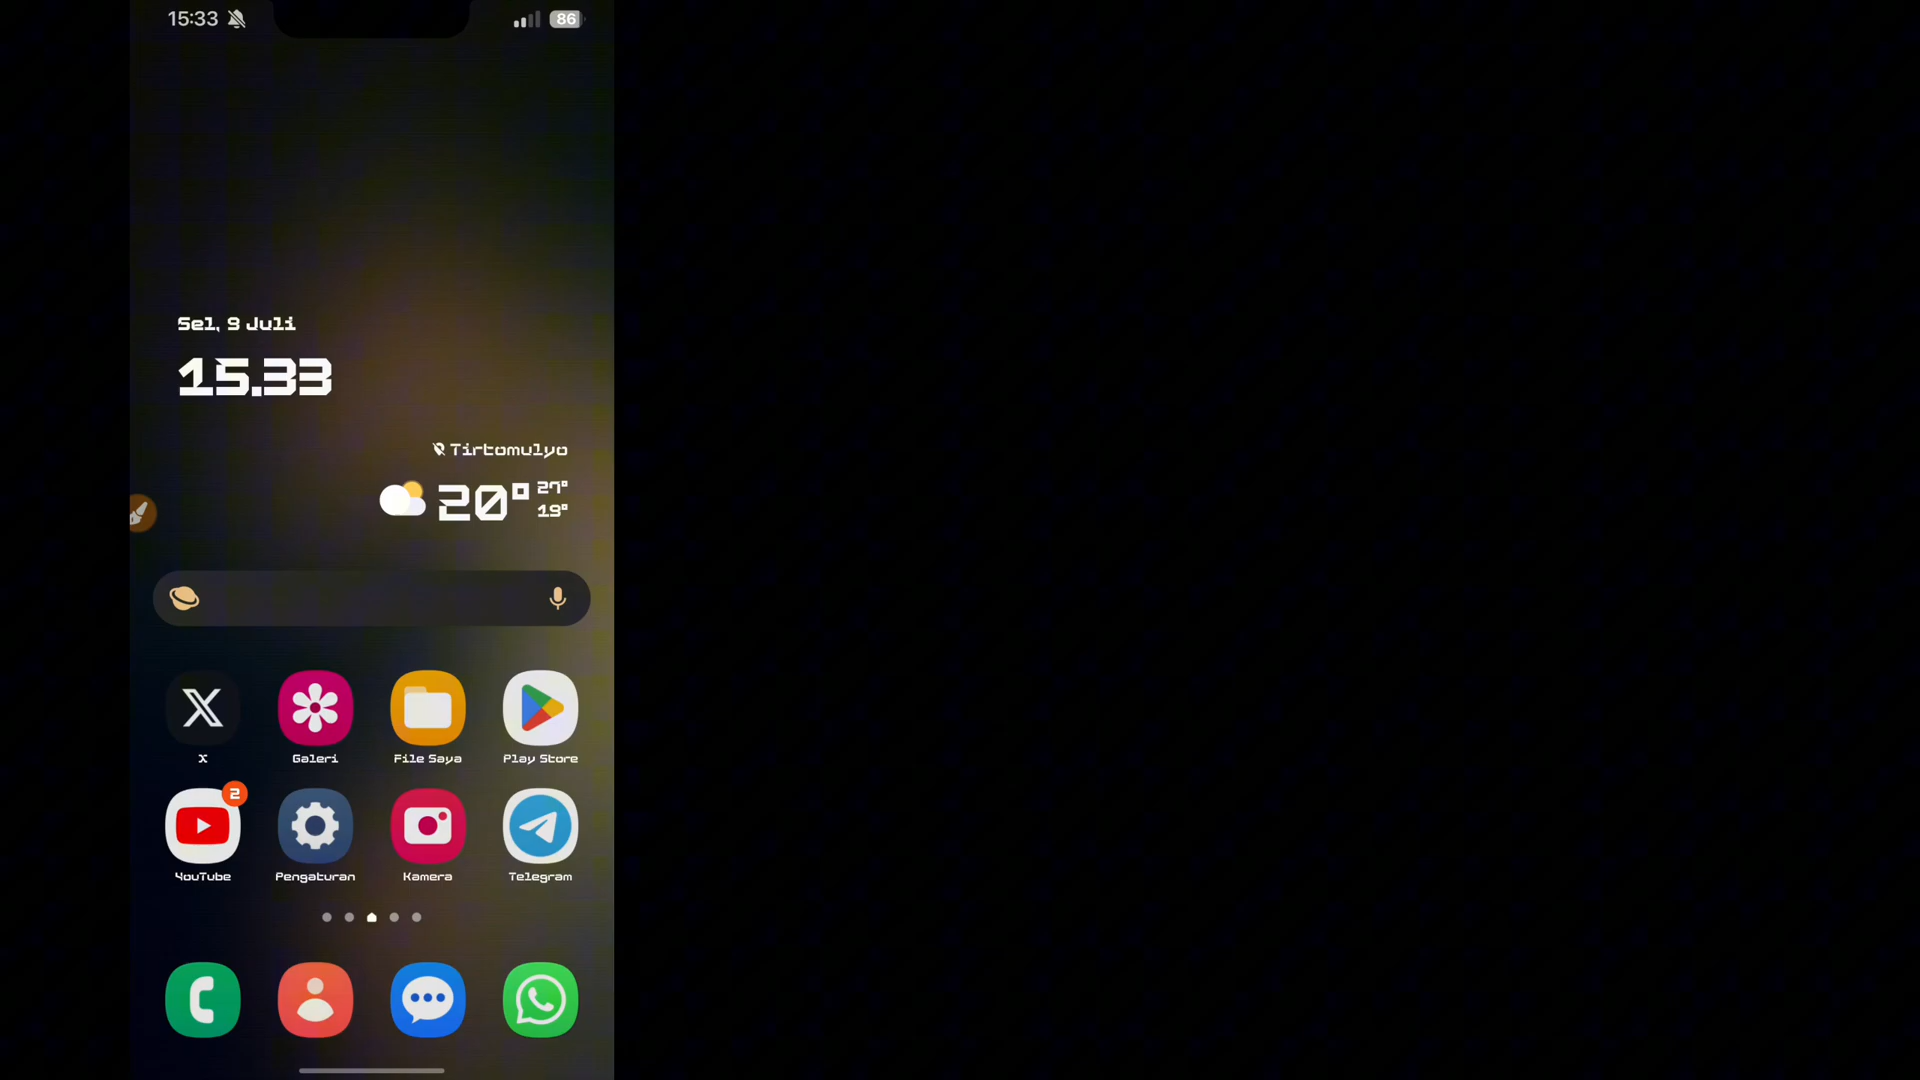 15:33
86
Sel, 9 Juli
15.33
Tirtomulyo
20° 27°
19°
X Galeri File Saya Play Store
2
YouTube Pengaturan Kamera Telegram